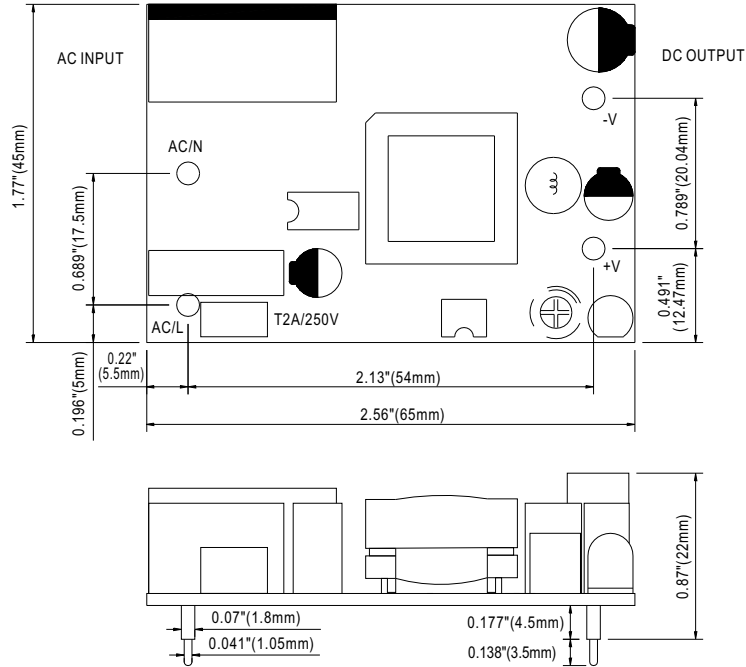 AC INPUT
DC OUTPUT
-V
AC/N
1.77"(45mm)
0.789"(20.04mm)
0.689"(17.5mm)
+V
0.491"
(12.47mm)
AC/L
T2A/250V
0.22"
(5.5mm)
0.196"(5mm)
2.13"(54mm)
2.56"(65mm)
0.87"(22mm)
0.07"(1.8mm)
0.177"(4.5mm)
0.041"(1.05mm)
0.138"(3.5mm)